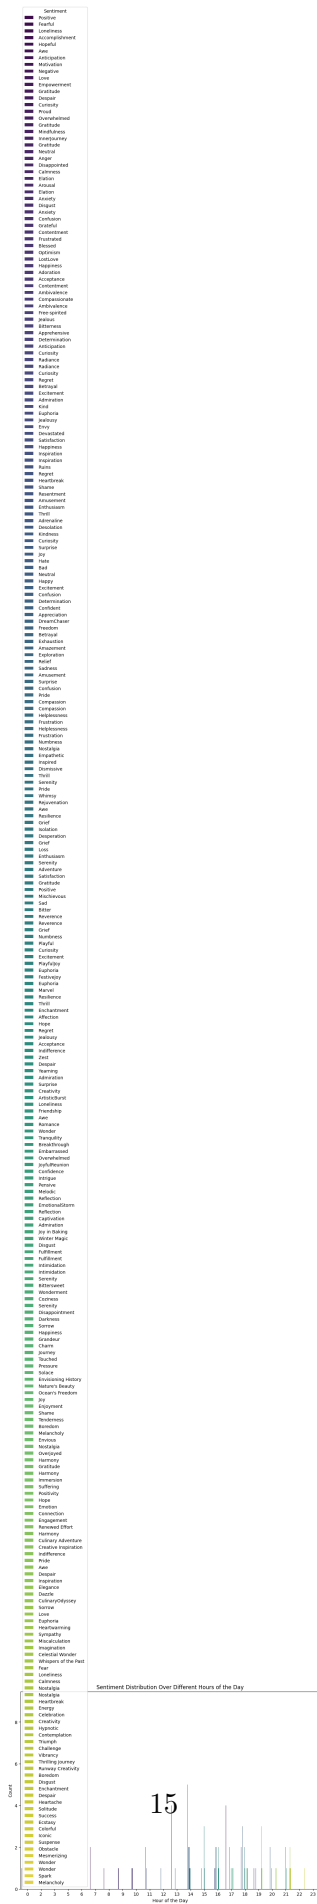 Sentiment
Positive
Fearful
Loneliness
Accomplishment
Hopeful
Awe
Anticipation
Motivation
Negative
Love
Empowerment
Gratitude
Despair
Curiosity
Proud
Overwhelmed
Gratitude
Mindfulness
InnerJourney
Gratitude
Neutral
Anger
Disappointed
Calmness
Elation
Arousal
Elation
Anxiety
Disgust
Anxiety
Confusion
Grateful
Contentment
Frustrated
Blessed
Optimism
LostLove
Happiness
Adoration
Acceptance
Contentment
Ambivalence
Compassionate
Ambivalence
Free-spirited
Jealous
Bitterness
Apprehensive
Determination
Anticipation
Curiosity
Radiance
Radiance
Curiosity
Regret
Betrayal
Excitement
Admiration
Kind
Euphoria
Jealousy
Envy
Devastated
Satisfaction
Happiness
Inspiration
Inspiration
Ruins
Regret
Heartbreak
Shame
Resentment
Amusement
Enthusiasm
Thrill
Adrenaline
Desolation
Kindness
Curiosity
Surprise
Joy
Hate
Bad
Neutral
Happy
Excitement
Confusion
Determination
Confident
Appreciation
DreamChaser
Freedom
Betrayal
Exhaustion
Amazement
Exploration
Relief
Sadness
Amusement
Surprise
Confusion
Pride
Compassion
Compassion
Helplessness
Frustration
Helplessness
Frustration
Numbness
Nostalgia
Empathetic
Inspired
Dismissive
Thrill
Serenity
Pride
Whimsy
Rejuvenation
Awe
Resilience
Grief
Isolation
Desperation
Grief
Loss
Enthusiasm
Serenity
Adventure
Satisfaction
Gratitude
Positive
Mischievous
Sad
Bitter
Reverence
Reverence
Grief
Numbness
Playful
Curiosity
Excitement
PlayfulJoy
Euphoria
FestiveJoy
Euphoria
Marvel
Resilience
Thrill
Enchantment
Affection
Hope
Regret
Jealousy
Acceptance
Indifference
Zest
Despair
Yearning
Admiration
Surprise
Creativity
ArtisticBurst
Loneliness
Friendship
Awe
Romance
Wonder
Tranquility
Breakthrough
Embarrassed
Overwhelmed
JoyfulReunion
Confidence
Intrigue
Pensive
Melodic
Reflection
EmotionalStorm
Reflection
Captivation
Admiration
Joy in Baking
Winter Magic
Disgust
Fulfillment
Fulfillment
Intimidation
Intimidation
Serenity
Bittersweet
Wonderment
Coziness
Serenity
Disappointment
Darkness
Sorrow
Happiness
Grandeur
Charm
Journey
Touched
Pressure
Solace
Envisioning History
Nature's Beauty
Ocean's Freedom
Joy
Enjoyment
Shame
Tenderness
Boredom
Melancholy
Envious
Nostalgia
Overjoyed
Harmony
Gratitude
Harmony
Immersion
Suffering
Positivity
Hope
Emotion
Connection
Engagement
Renewed Effort
Harmony
Culinary Adventure
Creative Inspiration
Indifference
Pride
Awe
Despair
Inspiration
Elegance
Dazzle
CulinaryOdyssey
Sorrow
Love
Euphoria
Heartwarming
Sympathy
Miscalculation
Imagination
Celestial Wonder
Whispers of the Past
Fear
Loneliness
Calmness
Nostalgia
Sentiment Distribution Over Different Hours of the Day
Nostalgia
Heartbreak
Energy
Celebration
Creativity
Hypnotic
Contemplation
Triumph
Challenge
Vibrancy
Thrilling Journey
Runway Creativity
Boredom
Disgust
Enchantment
Despair
Heartache
Solitude
Success
Ecstasy
Colorful
Iconic
Suspense
Obstacle
Mesmerizing
Wonder
Wonder
Spark
Melancholy
Count
8
6
4
2
0
15
0 1 2 3 4 5 6 7 8 9 10 11 12 13 14 15 16 17 18 19 20 21 22
Hour of the Day